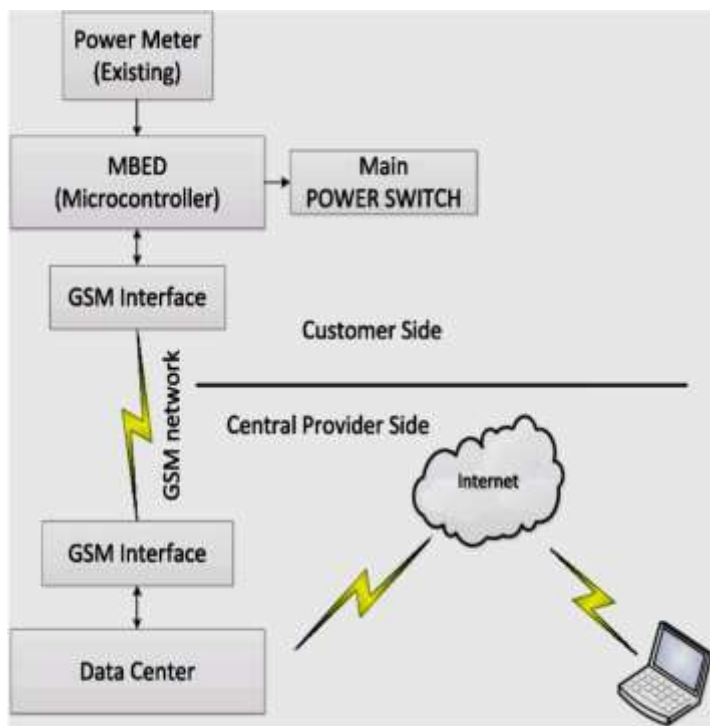 Power Meter
(Existing)
MBED
(Microcontroller)
Main
POWER SWITCH
GSM Interface
Customer Side
GSM network
Central Provider Side
Internet
GSM Interface
Data Center